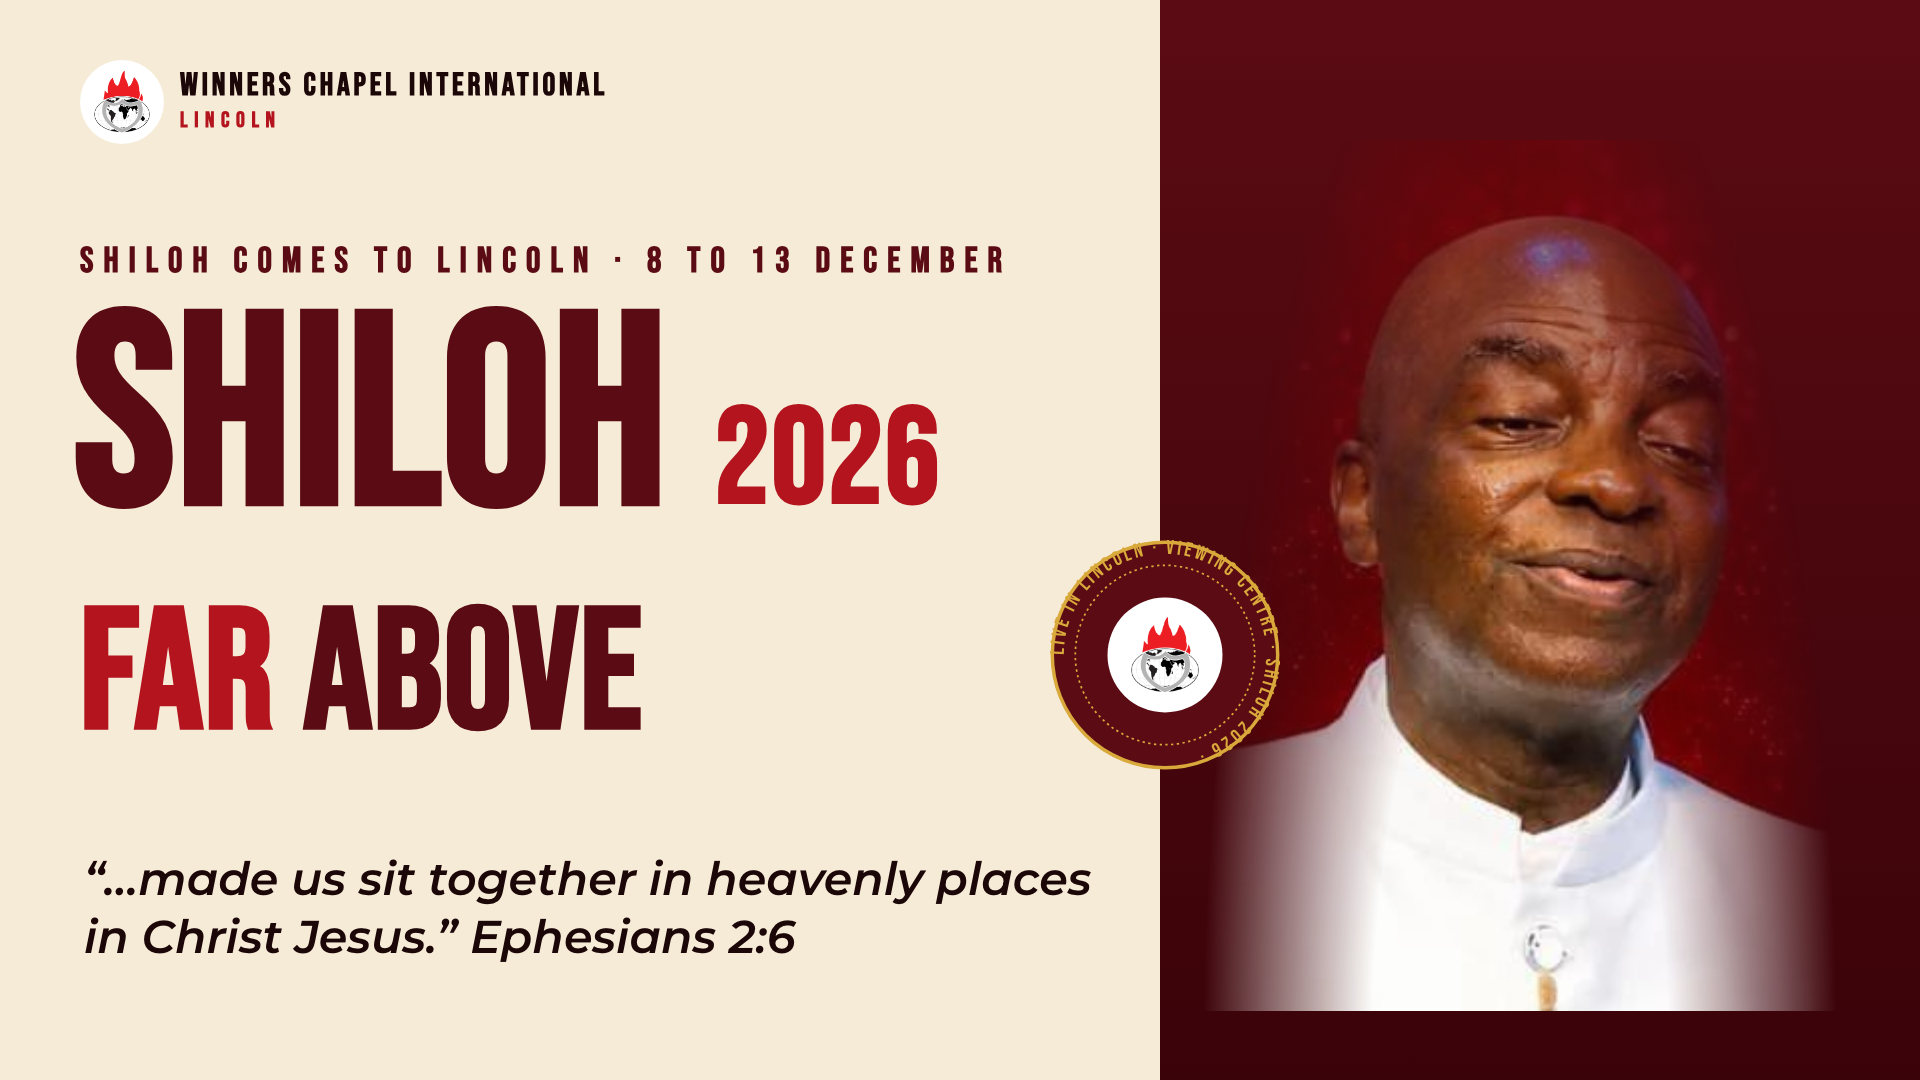 WINNERS CHAPEL INTERNATIONAL
LINCOLN
SHILOH COMES TO LINCOLN · 8 TO 13 DECEMBER
SHILOH 2026
FAR ABOVE
LIVE IN LINCOLN · VIEWING CENTRE · SHILOH 2026 ·
“...made us sit together in heavenly places
in Christ Jesus.” Ephesians 2:6